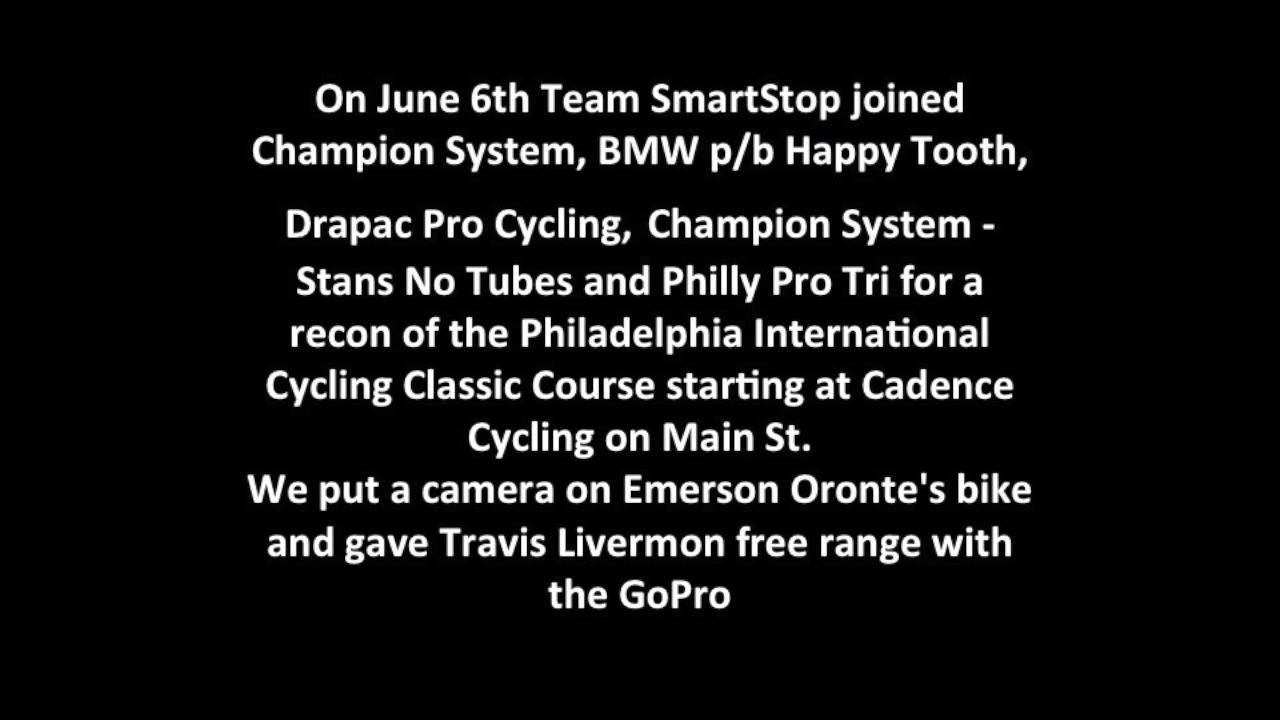 On June 6th Team SmartStop joined
Champion System, BMW p/b Happy Tooth,
Drapac Pro Cycling, Champion System -
Stans No Tubes and Philly Pro Tri for a
recon of the Philadelphia International
Cycling Classic Course starting at Cadence
Cycling on Main St.
We put a camera on Emerson Oronte's bike
and gave Travis Livermon free range with
the GoPro